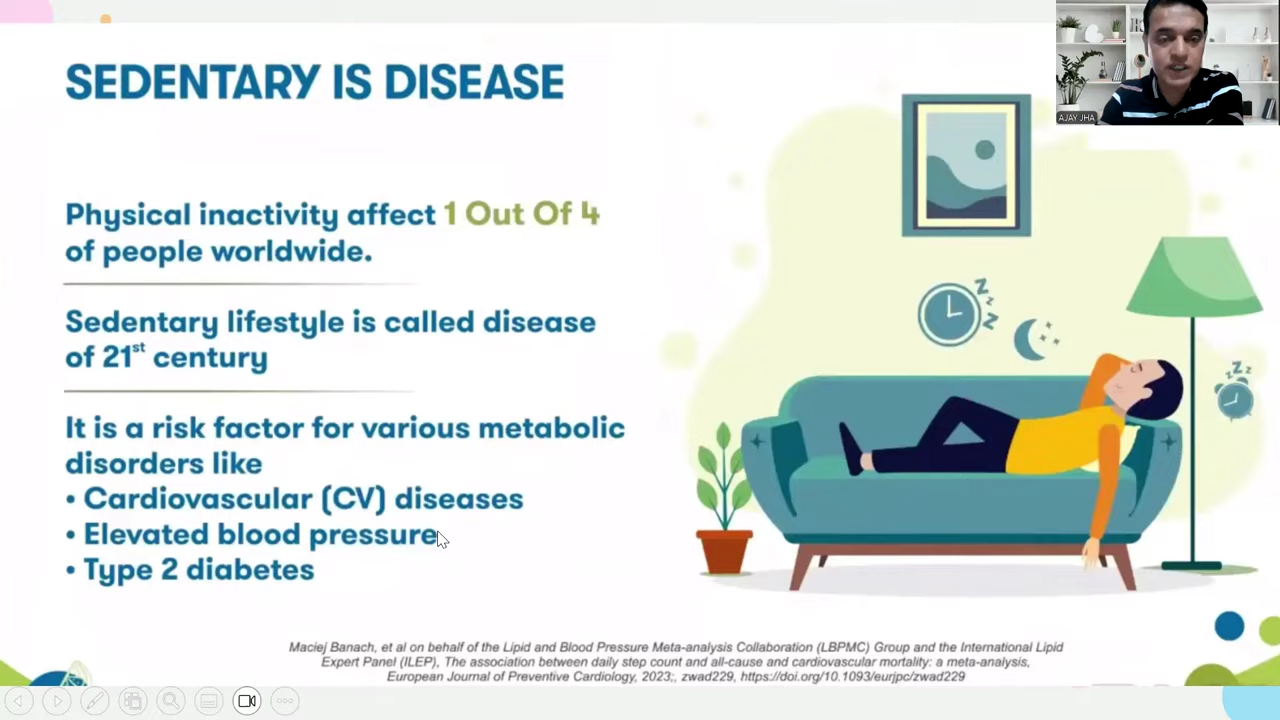 SEDENTARY IS DISEASE
AJAY JHA
Physical inactivity affect 1 Out Of 4
of people worldwide.
Sedentary lifestyle is called disease
of 21st century
It is a risk factor for various metabolic
disorders like
• Cardiovascular (CV) diseases
• Elevated blood pressure
• Type 2 diabetes
Z Z Z
Z Z Z
Maciej Banach, et al on behalf of the Lipid and Blood Pressure Meta-analysis Collaboration (LBPMC) Group and the International Lipid
Expert Panel (ILEP), The association between daily step count and all-cause and cardiovascular mortality: a meta-analysis,
European Journal of Preventive Cardiology, 2023;, zwad229, https://doi.org/10.1093/eurjpc/zwad229